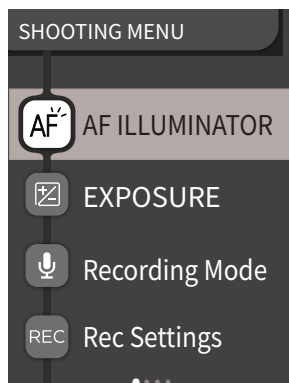 SHOOTING MENU
AF AF ILLUMINATOR
EXPOSURE
Recording Mode
REC Rec Settings